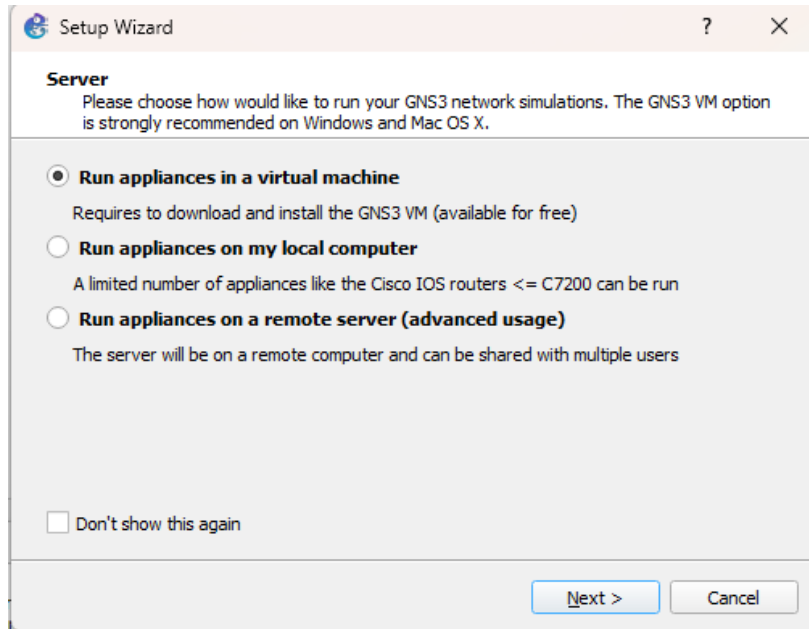 Setup Wizard
?
Server
Please choose how would like to run your GNS3 network simulations. The GNS3 VM option
is strongly recommended on Windows and Mac OS X.
Run appliances in a virtual machine
Requires to download and install the GNS3 VM (available for free)
Run appliances on my local computer
A limited number of appliances like the Cisco IOS routers <= C7200 can be run
Run appliances on a remote server (advanced usage)
The server will be on a remote computer and can be shared with multiple users
Don't show this again
Next >
Cancel